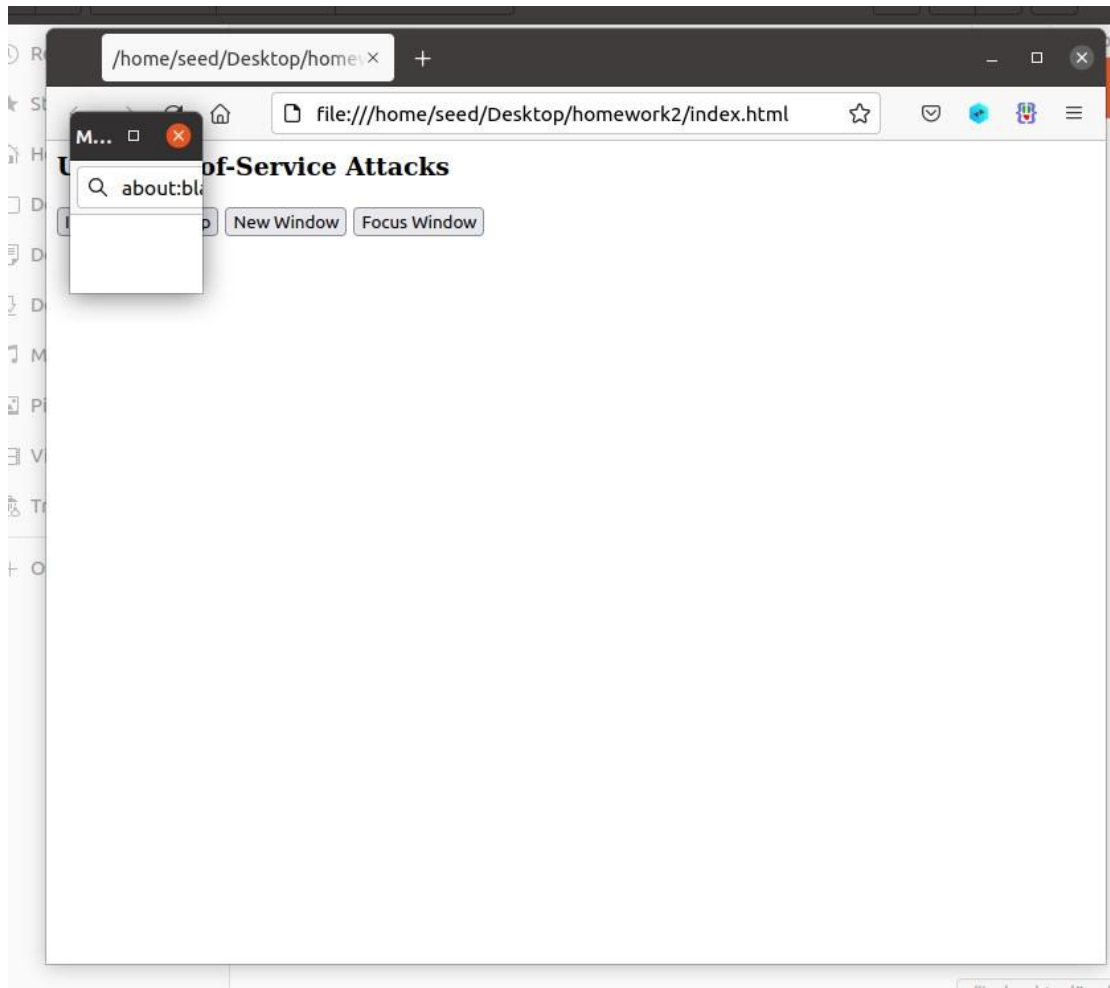 /home/seed/Desktop/home
file:///home/seed/Desktop/homework2/index.html
M...
about:bla
of-Service Attacks
New Window
Focus Window